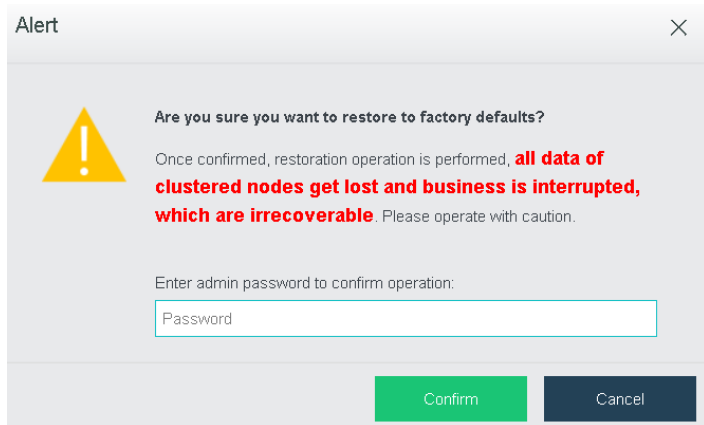 Alert
Are you sure you want to restore to factory defaults?
Once confirmed, restoration operation is performed, all data of
clustered nodes get lost and business is interrupted,
which are irrecoverable. Please operate with caution.
Enter admin password to confirm operation:
Password
Confirm Cancel